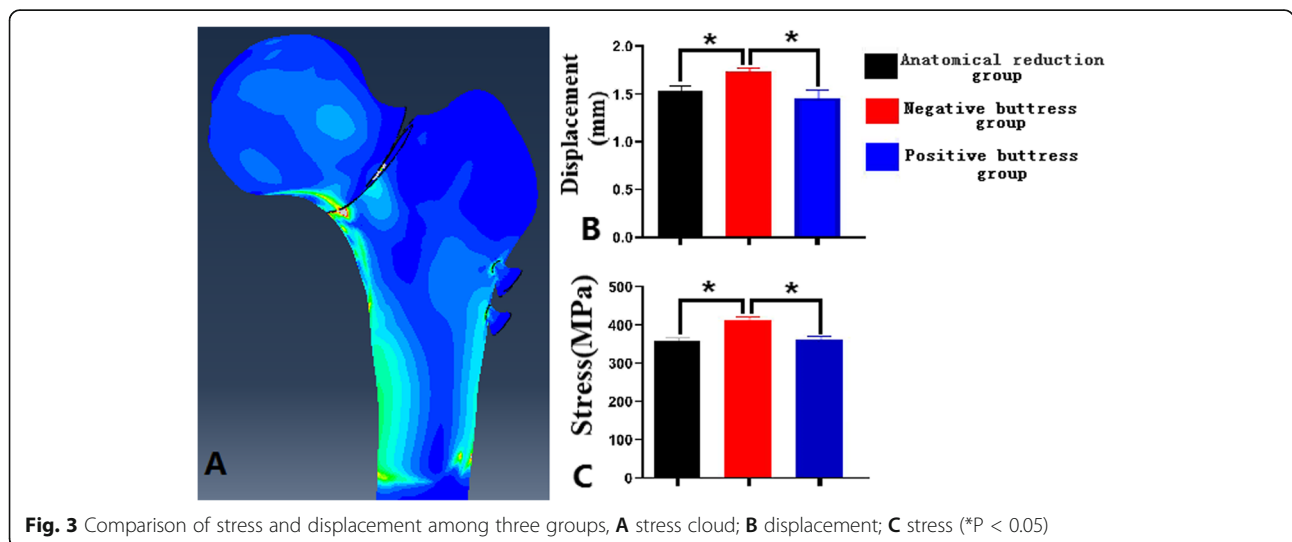 A
Displacement
(mm)
2.0
1.5
1.0
0.5
0.0
* *
B
Anatomical reduction
group
Negative buttress
group
Positive buttress
group
Stress(MPa)
500
400
300
400
100
0
* *
C
Fig. 3 Comparison of stress and displacement among three groups, A stress cloud; B displacement; C stress (*P < 0.05)